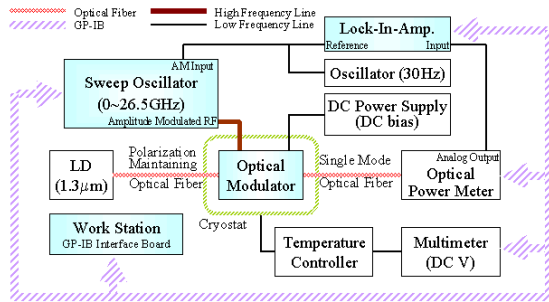 Optical Fiber
High Frequency Line
GP-IB
Low Frequency Line
Lock-In-Amp.
Reference
Input
AM Input
Sweep Oscillator
(0~26.5GHz)
Amplitude Modulated RF
Oscillator (30Hz)
DC Power Supply
(DC bias)
LD
(1.3μm)
Polarization
Maintaining
Optical Fiber
Optical
Modulator
Single Mode
Optical Fiber
Analog Output
Optical
Power Meter
Cryostat
Work Station
GP-IB Interface Board
Temperature
Controller
Multimeter
(DC V)